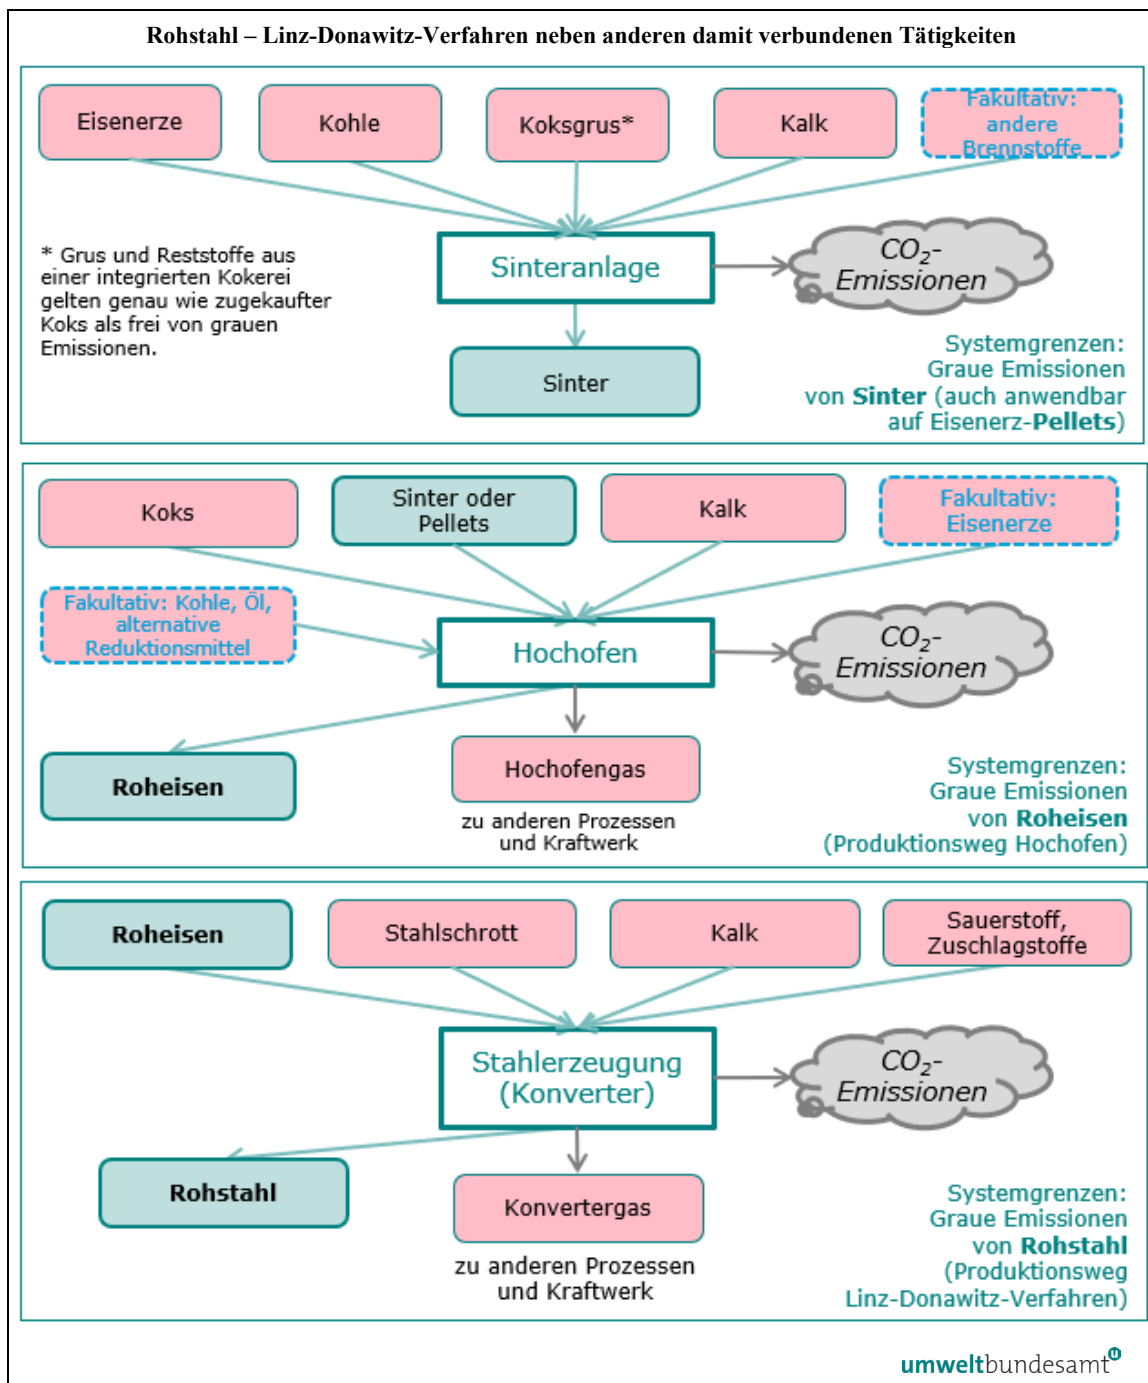 Rohstahl – Linz-Donawitz-Verfahren neben anderen damit verbundenen Tätigkeiten
Eisenerze
Kohle
Koksgrus*
Kalk
Fakultativ:
andere
Brennstoffe
* Grus und Reststoffe aus
einer integrierten Kokerei
gelten genau wie zugekaufter
Koks als frei von grauen
Emissionen.
Sinteranlage
CO₂-
Emissionen
Sinter
Systemgrenzen:
Graue Emissionen
von Sinter (auch anwendbar
auf Eisenerz-Pellets)
Koks
Sinter oder
Pellets
Kalk
Fakultativ:
Eisenerze
Fakultativ: Kohle, Öl,
alternative
Reduktionsmittel
Hochofen
CO₂-
Emissionen
Roheisen
Hochofengas
zu anderen Prozessen
und Kraftwerk
Systemgrenzen:
Graue Emissionen
von Roheisen
(Produktionsweg Hochofen)
Roheisen
Stahlschrott
Kalk
Sauerstoff,
Zuschlagstoffe
Stahlerzeugung
(Konverter)
CO₂-
Emissionen
Rohstahl
Konvertergas
zu anderen Prozessen
und Kraftwerk
Systemgrenzen:
Graue Emissionen
von Rohstahl
(Produktionsweg
Linz-Donawitz-Verfahren)
umweltbundesamt u